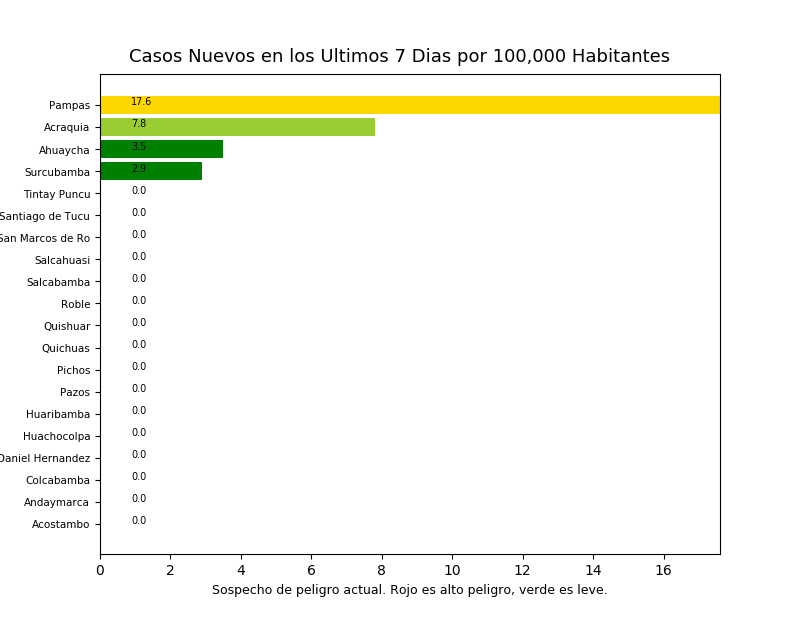 Casos Nuevos en los Ultimos 7 Dias por 100,000 Habitantes
Pampas 17.6
Acraquia 7.8
Ahuaycha 3.5
Surcubamba 2.9
Tintay Puncu 0.0
Santiago de Tucu 0.0
San Marcos de Ro 0.0
Salcahuasi 0.0
Salcabamba 0.0
Roble 0.0
Quishuar 0.0
Quichuas 0.0
Pichos 0.0
Pazos 0.0
Huaribamba 0.0
Huachocolpa 0.0
Daniel Hernandez 0.0
Colcabamba 0.0
Andaymarca 0.0
Acostambo 0.0
0 2 4 6 8 10 12 14 16
Sospecho de peligro actual. Rojo es alto peligro, verde es leve.